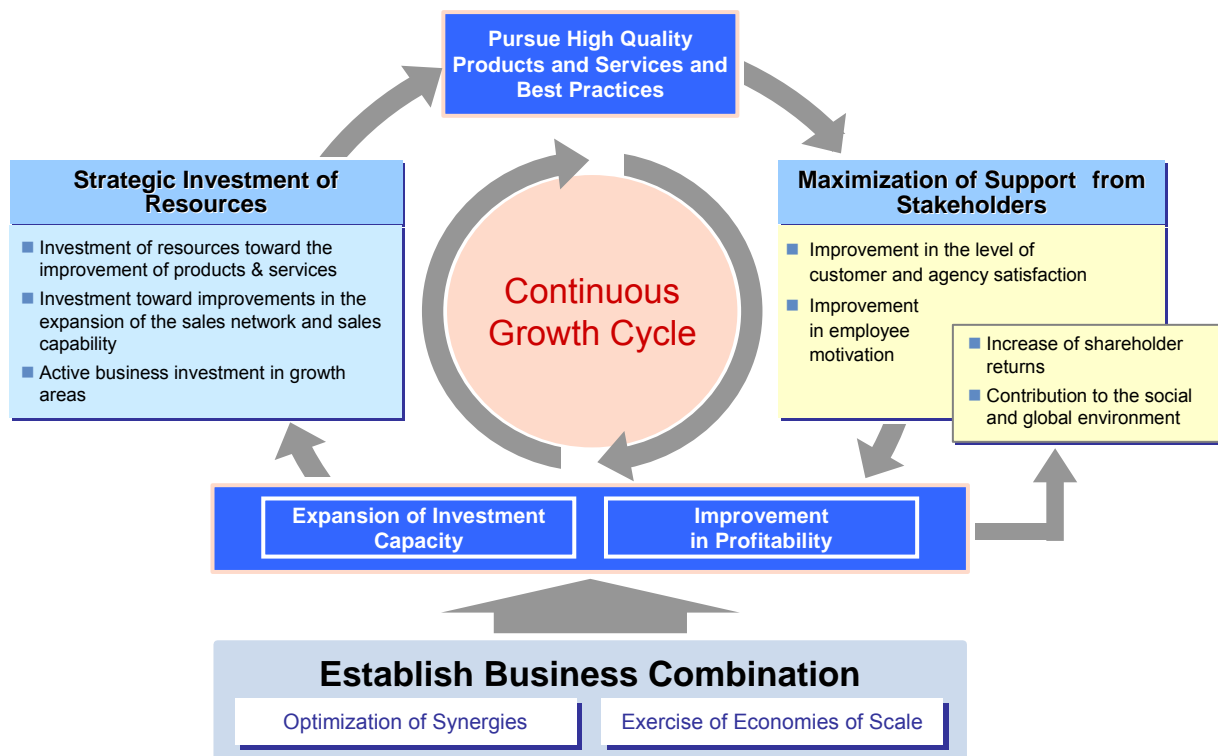 Pursue High Quality
Products and Services and
Best Practices
Strategic Investment of
Resources
Investment of resources toward the
improvement of products & services
Investment toward improvements in the
expansion of the sales network and sales
capability
Active business investment in growth
areas
Continuous
Growth Cycle
Maximization of Support from
Stakeholders
Improvement in the level of
customer and agency satisfaction
Improvement
in employee
motivation
Increase of shareholder
returns
Contribution to the social
and global environment
Expansion of Investment
Capacity
Improvement
in Profitability
Establish Business Combination
Optimization of Synergies
Exercise of Economies of Scale